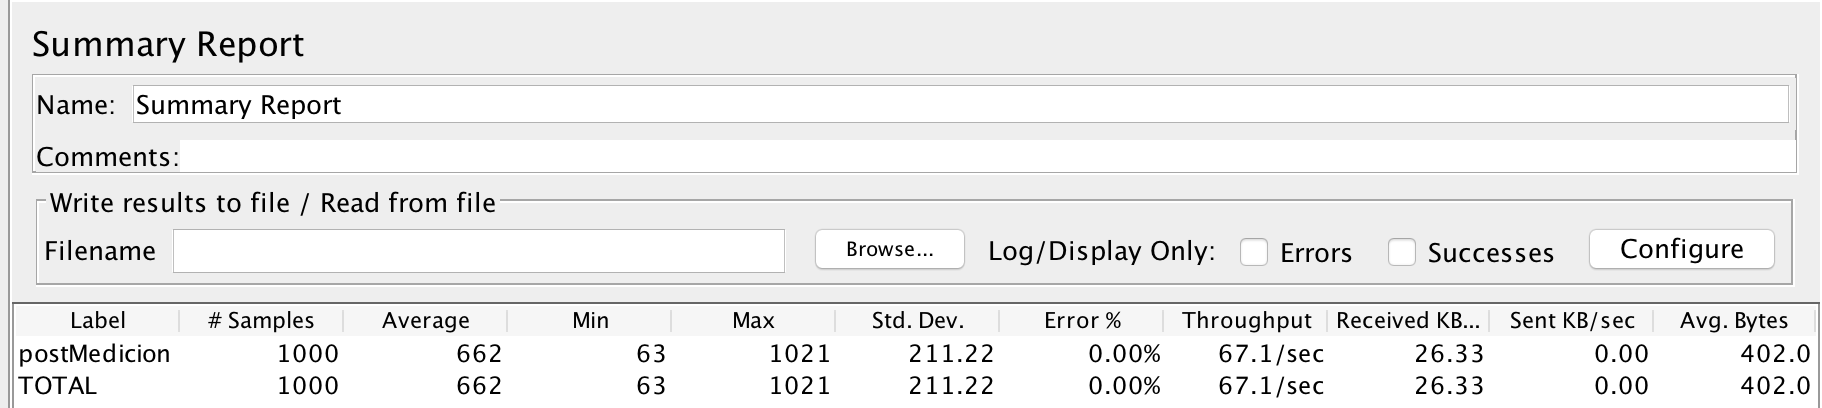 Summary Report
Name: Summary Report
Comments:
Write results to file / Read from file
Filename Browse... Log/Display Only: Errors Successes Configure
Label # Samples Average Min Max Std. Dev. Error % Throughput Received KB... Sent KB/sec Avg. Bytes
postMedicion 1000 662 63 1021 211.22 0.00% 67.1/sec 26.33 0.00 402.0
TOTAL 1000 662 63 1021 211.22 0.00% 67.1/sec 26.33 0.00 402.0